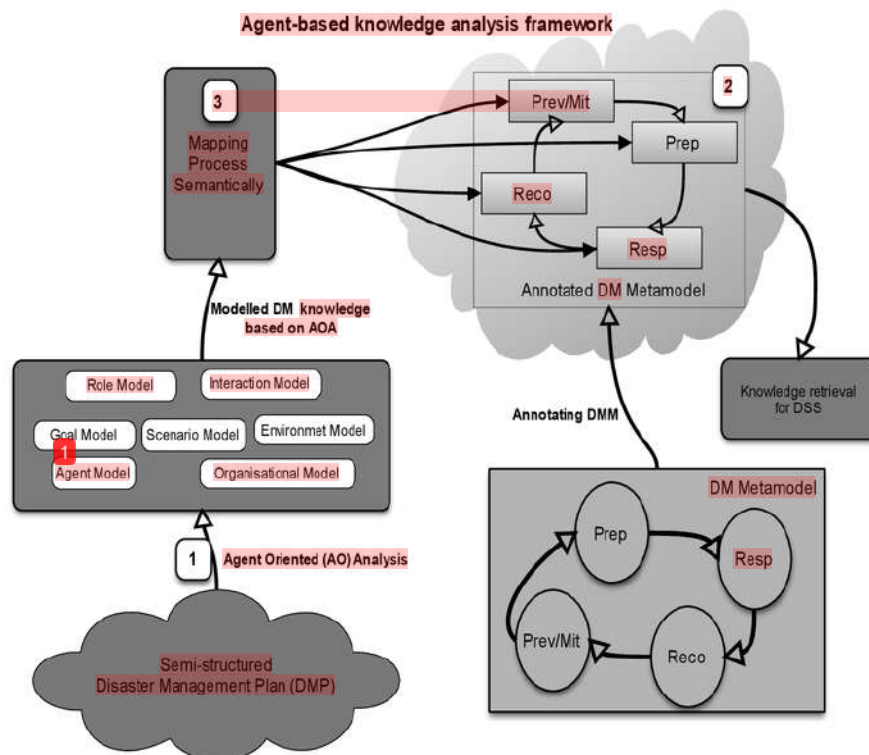 Agent-based knowledge analysis framework
3
Mapping
Process
Semantically
2
Prev/Mit
Prep
Reco
Resp
Annotated DM Metamodel
Modelled DM knowledge
based on AOA
Role Model
Interaction Model
Goal Model
Scenario Model
Environmet Model
1
Agent Model
Organisational Model
Annotating DMM
Knowledge retrieval
for DSS
1
Agent Oriented (AO) Analysis
Semi-structured
Disaster Management Plan (DMP)
DM Metamodel
Prep
Resp
Prev/Mit
Reco